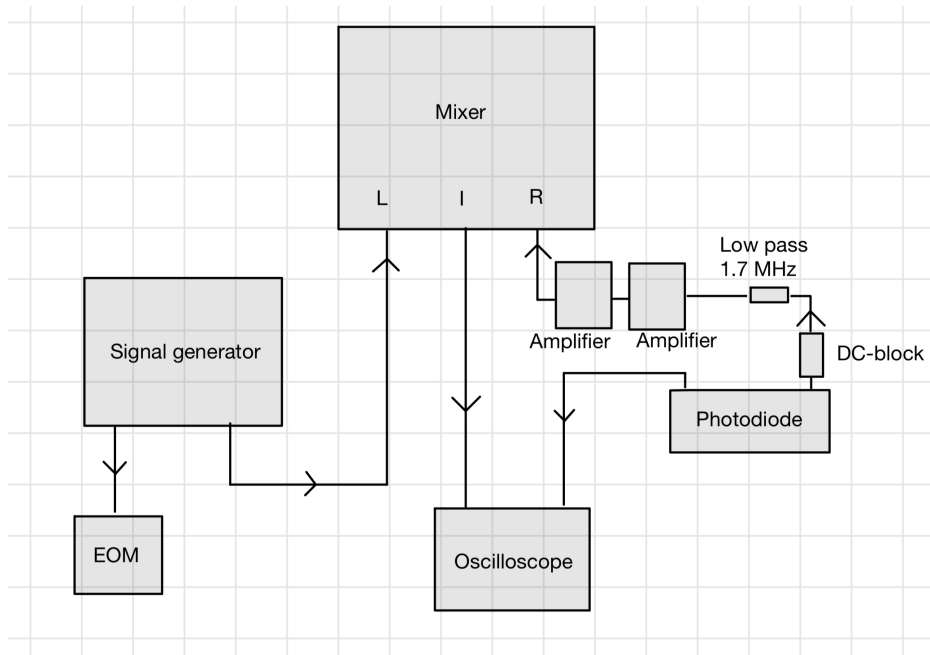 Mixer
L
I
R
Low pass
1.7 MHz
Signal generator
Amplifier
Amplifier
DC-block
Photodiode
EOM
Oscilloscope